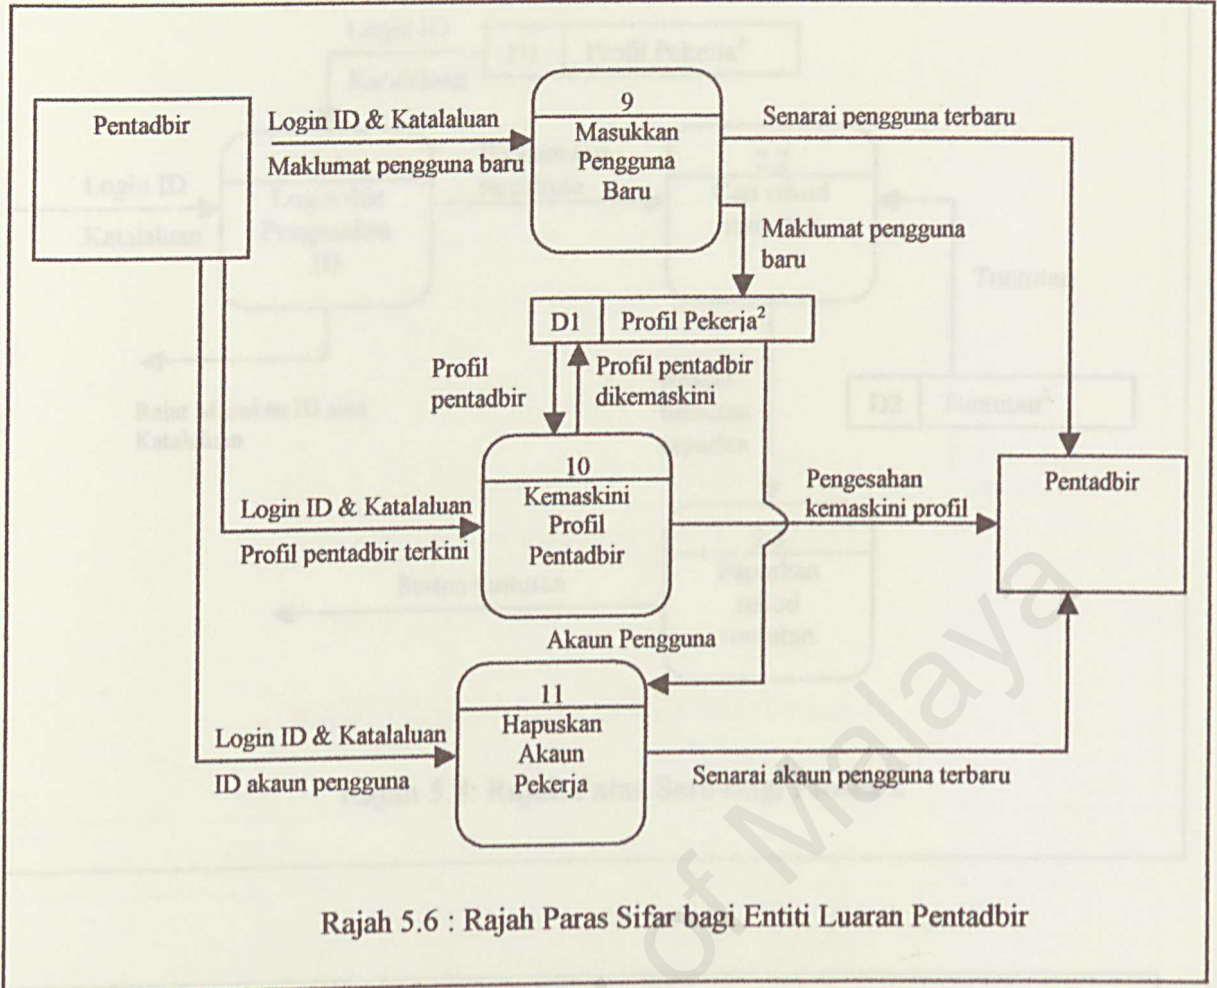 Pentadbir
Login ID & Katalaluan
Maklumat pengguna baru
9
Masukkan
Pengguna
Baru
Senarai pengguna terbaru
Maklumat pengguna
baru
D1 Profil Pekerja²
Profil
pentadbir
Profil pentadbir
dikemaskini
10
Kemaskini
Profil
Pentadbir
Login ID & Katalaluan
Profil pentadbir terkini
Pengesahan
kemaskini profil
Pentadbir
Akaun Pengguna
11
Hapuskan
Akaun
Pekerja
Login ID & Katalaluan
ID akaun pengguna
Senarai akaun pengguna terbaru
Rajah 5.6 : Rajah Paras Sifar bagi Entiti Luaran Pentadbir
of Malaya